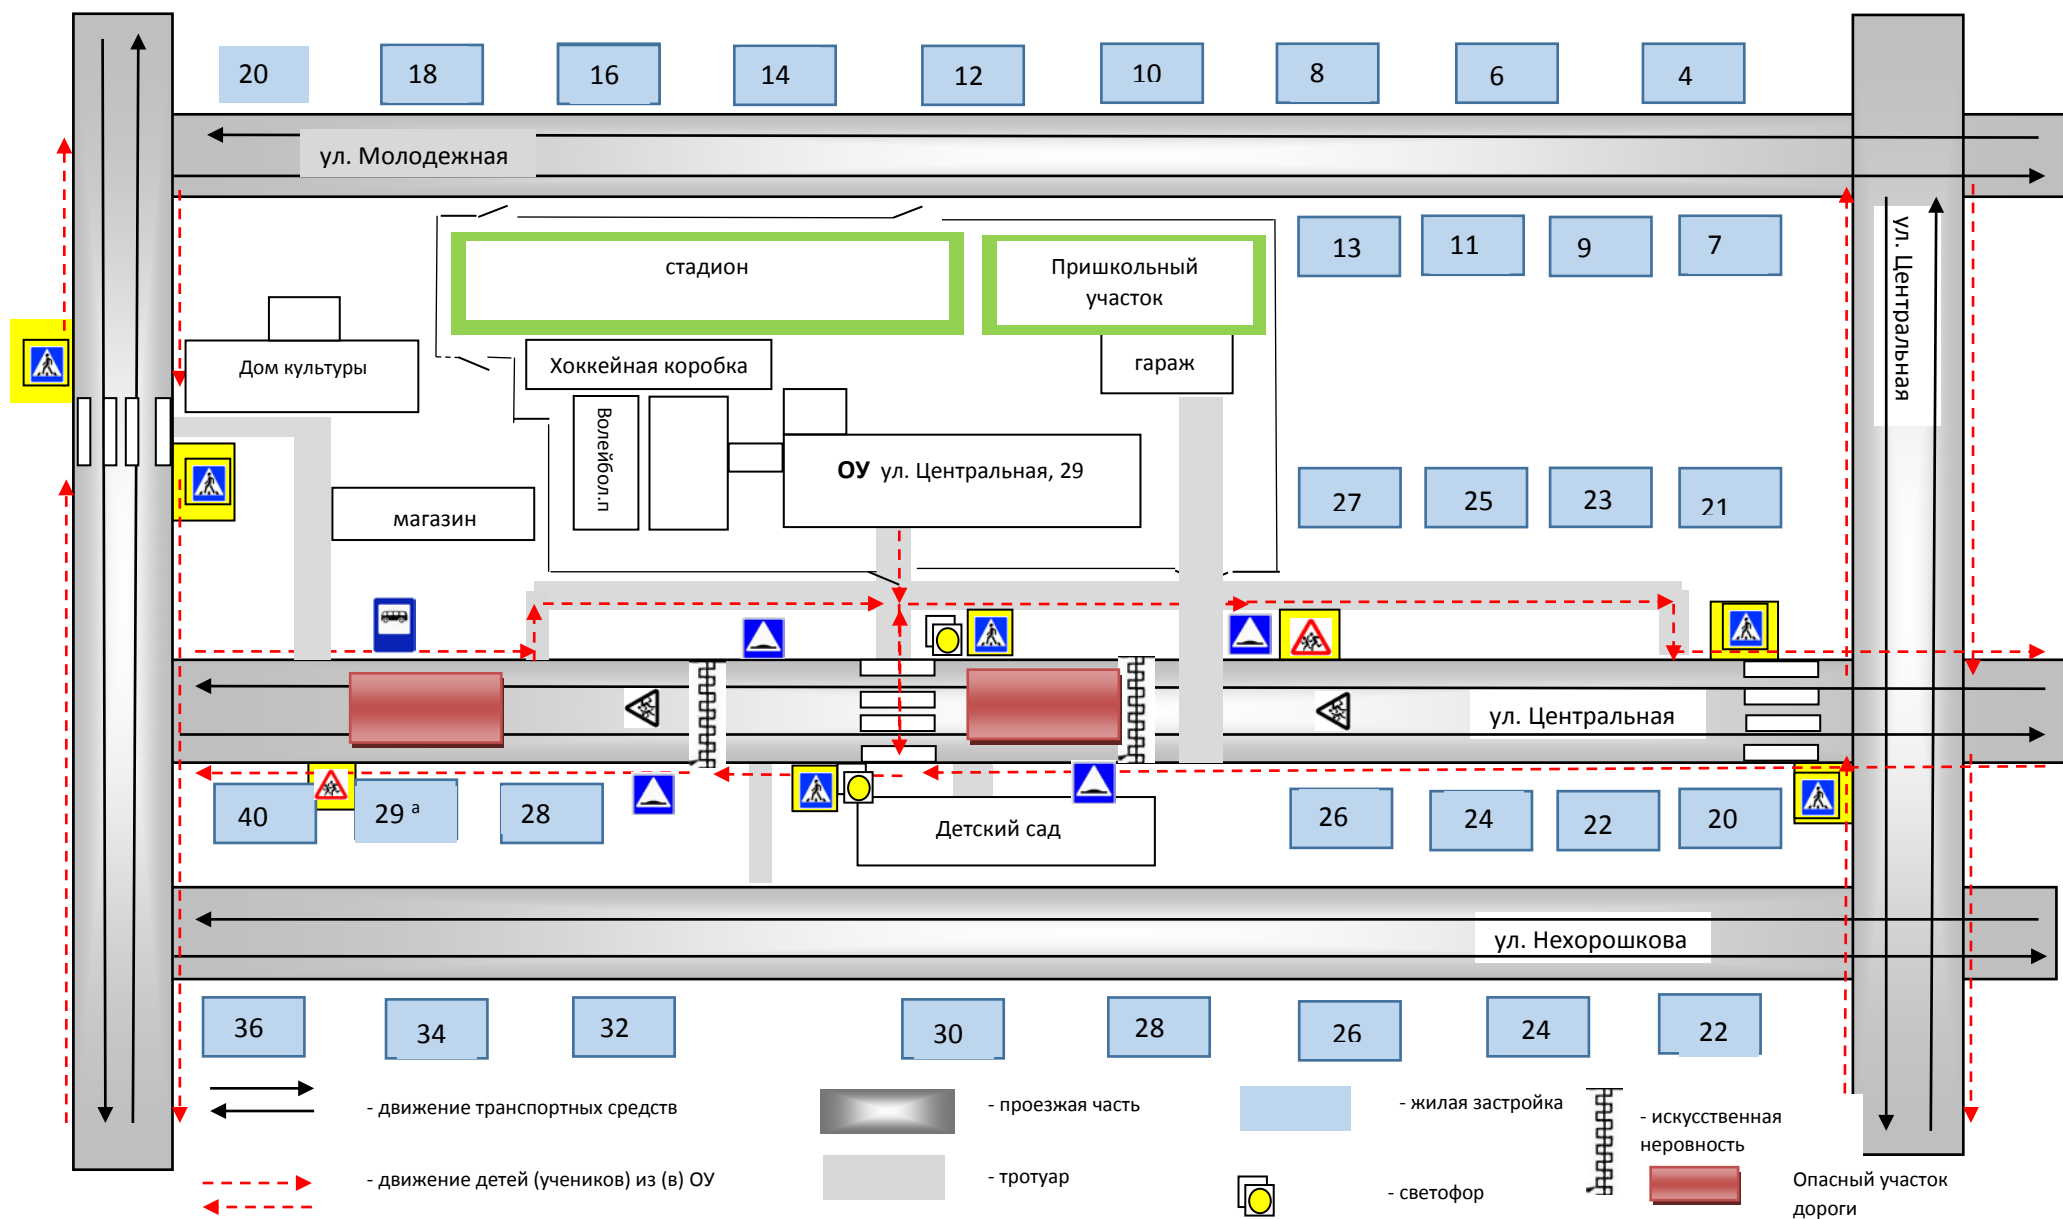 20 18 16 14 12 10 8 6 4
ул. Молодежная
ул. Центральная
13 11 9 7
стадион
Пришкольный
участок
Дом культуры
Хоккейная коробка
гараж
Волейбол.п
ОУ ул. Центральная, 29
магазин
27 25 23 21
ул. Центральная
40 29 а 28
Детский сад
26 24 22 20
ул. Нехорошкова
36 34 32 30 28 26 24 22
- движение транспортных средств
- проезжая часть
- жилая застройка
- искусственная
неровность
- движение детей (учеников) из (в) ОУ
- тротуар
- светофор
Опасный участок
дороги